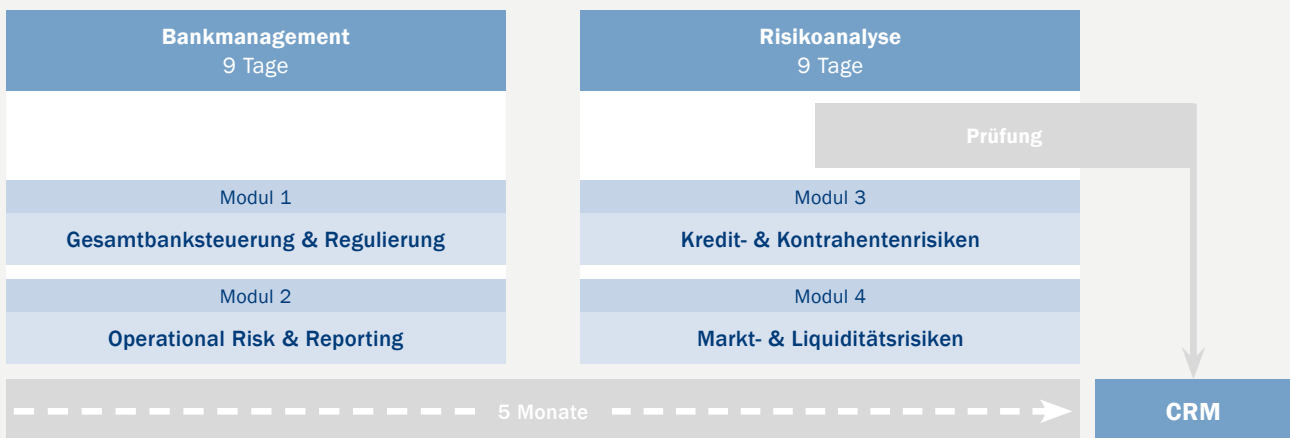 Bankmanagement
9 Tage
Modul 1
Gesamtbanksteuerung & Regulierung
Modul 2
Operational Risk & Reporting
Risikoanalyse
9 Tage
Prüfung
Modul 3
Kredit- & Kontrahentenrisiken
Modul 4
Markt- & Liquiditätsrisiken
5 Monate
CRM